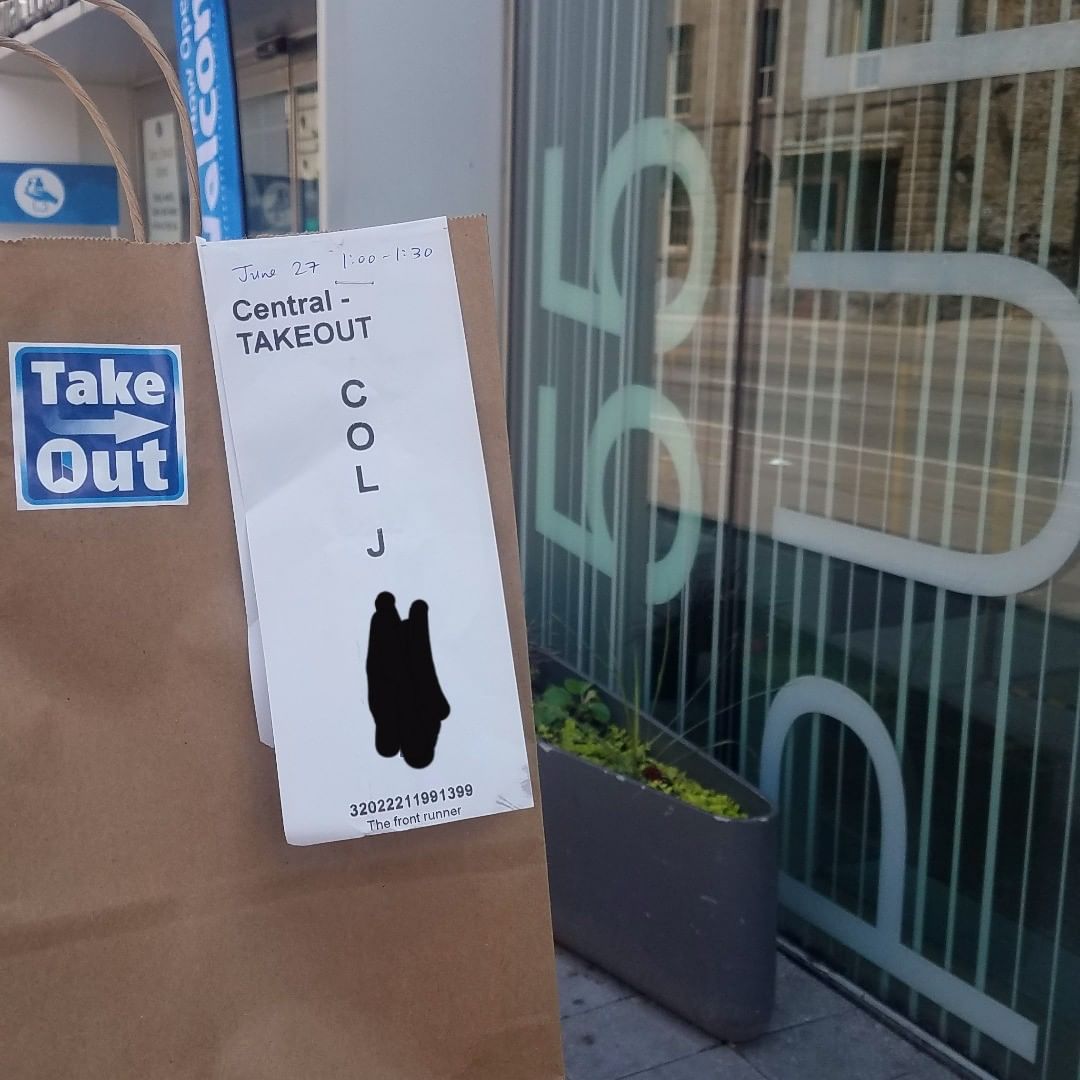 June 27 1:00 - 1:30
Central -
TAKEOUT
C
O
L
J
32022211991399
The front runner
Take
Out
55